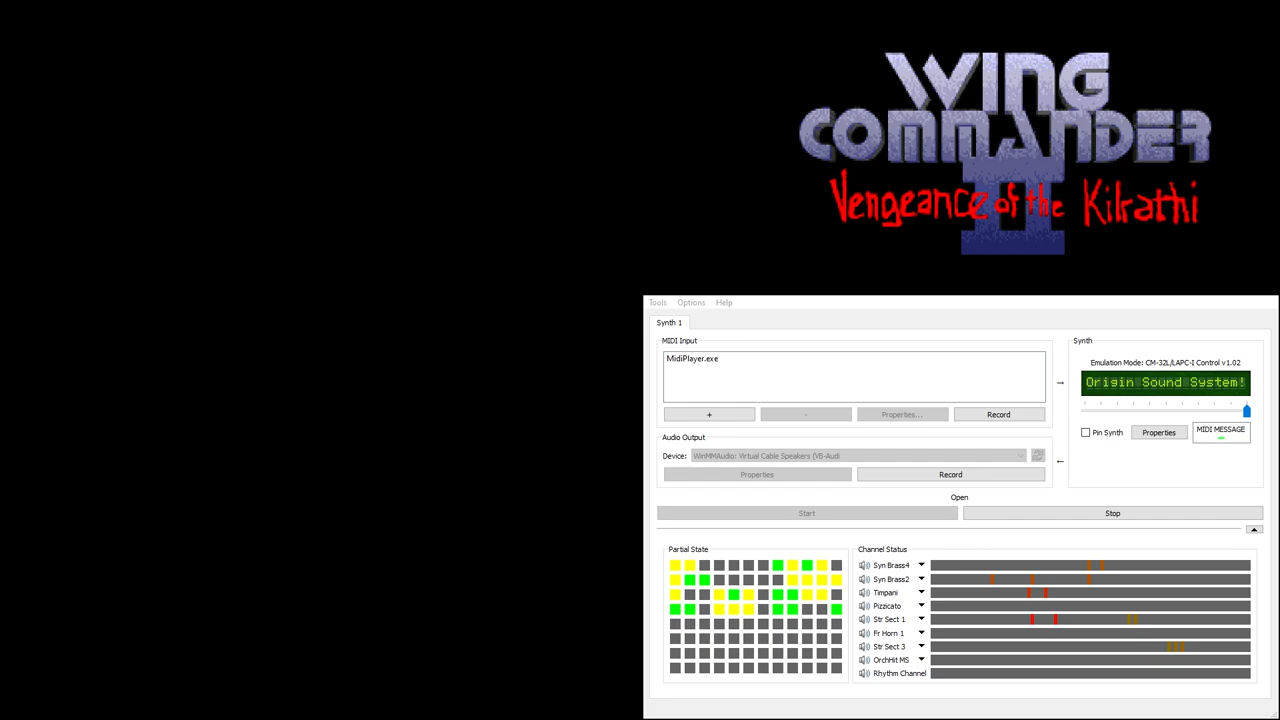 WING
COMMANDER
II
Vengeance of the Kilrathi
Tools Options Help
Synth 1
MIDI Input
MidiPlayer.exe
+ - Properties... Record
Audio Output
Device: WinMMAudio: Virtual Cable Speakers (VB-Audi
Properties Record
Synth
Emulation Mode: CM-32L/LAPC-I Control v1.02
Origin Sound System!
Pin Synth Properties MIDI MESSAGE
Open
Start Stop
Partial State
Channel Status
Syn Brass4
Syn Brass2
Timpani
Pizzicato
Str Sect 1
Fr Horn 1
Str Sect 3
OrchHit MS
Rhythm Channel